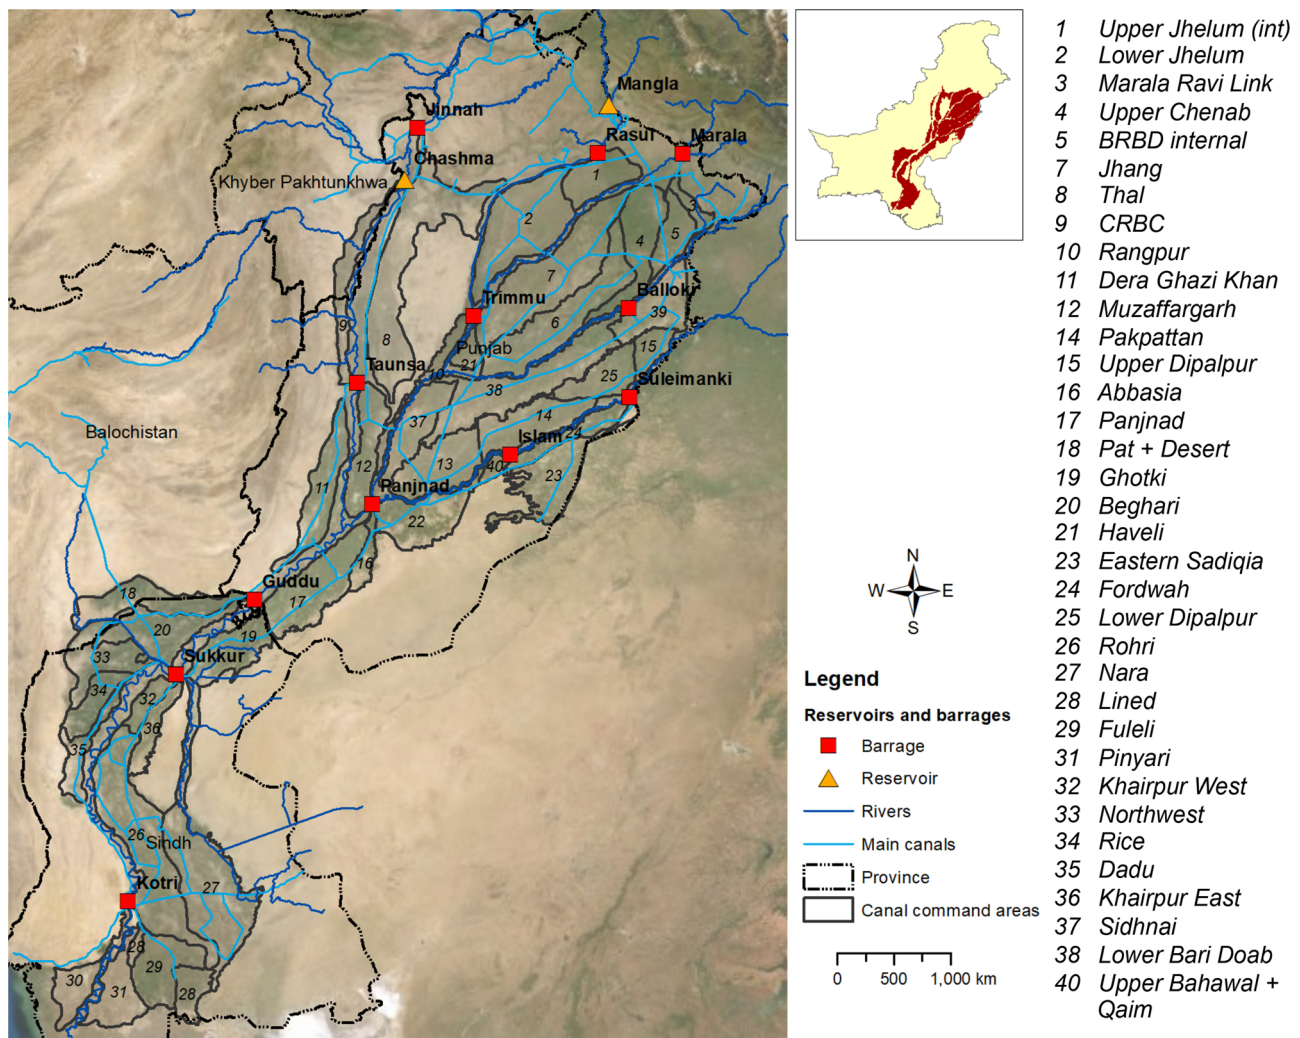 Mangla
Jinnah
Rasul
Marala
Chashma
Khyber Pakhtunkhwa
1
2
3
4
5
7
Trimmu
Balloki
39
6
9
8
Punjab
15
21
Taunsa
10
25
Suleimanki
38
37
14
Islam
24
Balochistan
12
13
40
23
11
Panjnad
22
16
Guddu
18
17
20
19
33
Sukkur
34
32
36
35
26
Sindh
Kotri
27
28
29
30
31
28
N
W
E
S
Legend
Reservoirs and barrages
Barrage
Reservoir
Rivers
Main canals
Province
Canal command areas
0 500 1,000 km
1 Upper Jhelum (int)
2 Lower Jhelum
3 Marala Ravi Link
4 Upper Chenab
5 BRBD internal
7 Jhang
8 Thal
9 CRBC
10 Rangpur
11 Dera Ghazi Khan
12 Muzaffargarh
14 Pakpattan
15 Upper Dipalpur
16 Abbasia
17 Panjnad
18 Pat + Desert
19 Ghotki
20 Beghari
21 Haveli
23 Eastern Sadiqia
24 Fordwah
25 Lower Dipalpur
26 Rohri
27 Nara
28 Lined
29 Fuleli
31 Pinyari
32 Khairpur West
33 Northwest
34 Rice
35 Dadu
36 Khairpur East
37 Sidhnai
38 Lower Bari Doab
40 Upper Bahawal +
Qaim